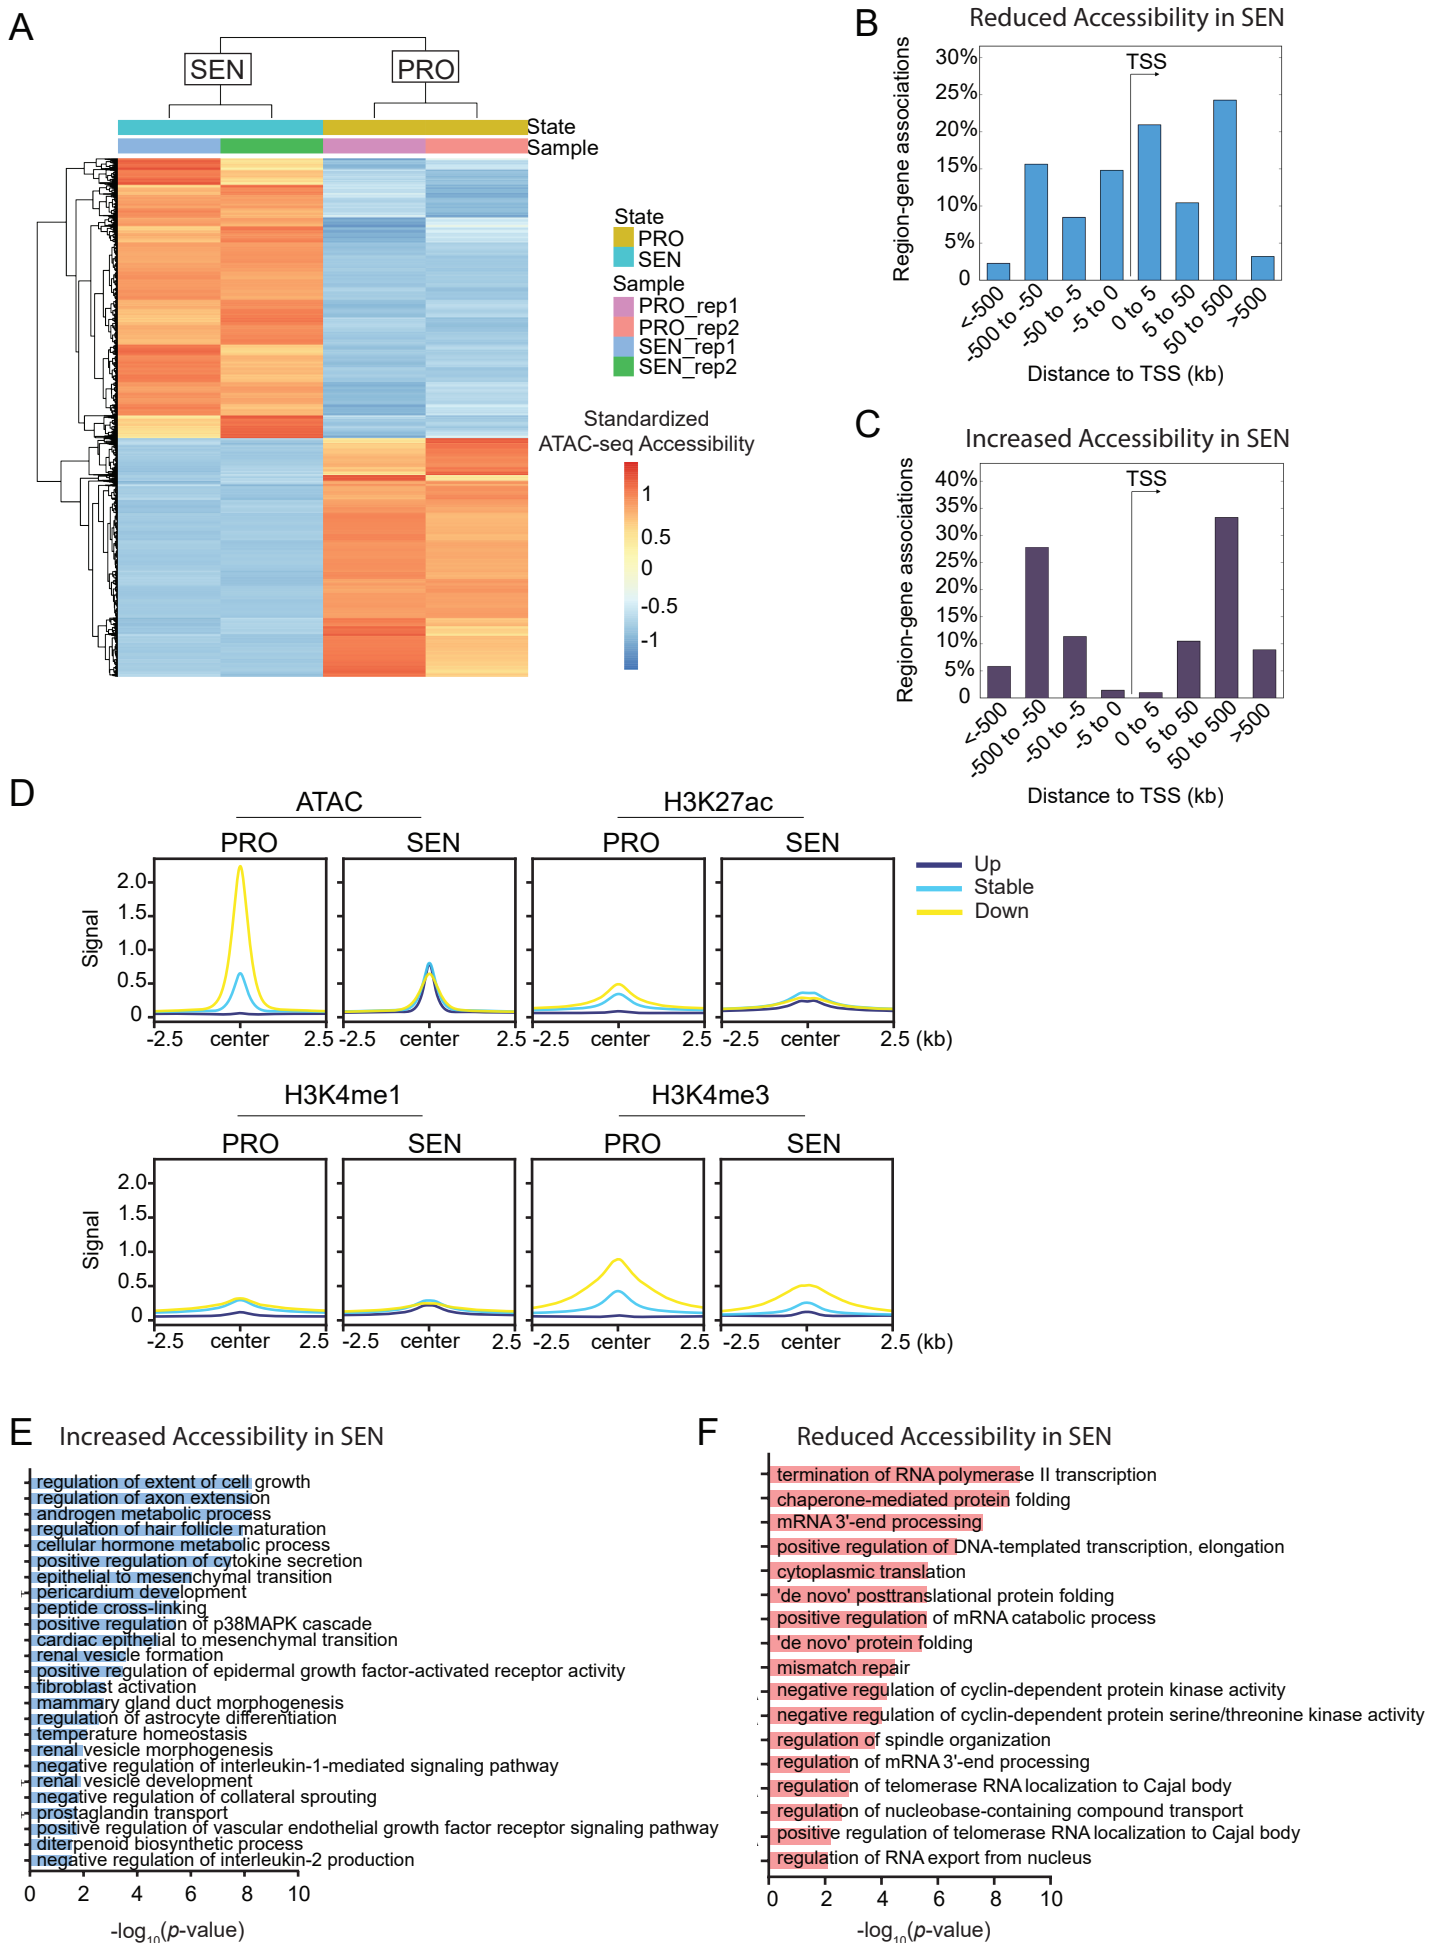 A
SEN
PRO
State
Sample
State
PRO
SEN
Sample
PRO_rep1
PRO_rep2
SEN_rep1
SEN_rep2
Standardized
ATAC-seq Accessibility
1
0.5
0
-0.5
-1
B
Reduced Accessibility in SEN
Region-gene associations
30%
25%
20%
15%
10%
5%
0
TSS
<-500
-500 to -50
-50 to -5
-5 to 0
0 to 5
5 to 50
50 to 500
>500
Distance to TSS (kb)
C
Increased Accessibility in SEN
Region-gene associations
40%
35%
30%
25%
20%
15%
10%
5%
0
TSS
<-500
-500 to -50
-50 to -5
-5 to 0
0 to 5
5 to 50
50 to 500
>500
Distance to TSS (kb)
D
ATAC
H3K27ac
PRO
SEN
PRO
SEN
Up
Stable
Down
Signal
2.0
1.5
1.0
0.5
0
-2.5 center 2.5
-2.5 center 2.5
-2.5 center 2.5
-2.5 center 2.5 (kb)
H3K4me1
H3K4me3
PRO
SEN
PRO
SEN
Signal
2.0
1.5
1.0
0.5
0
-2.5 center 2.5
-2.5 center 2.5
-2.5 center 2.5
-2.5 center 2.5 (kb)
E
Increased Accessibility in SEN
regulation of extent of cell growth
regulation of axon extension
androgen metabolic process
regulation of hair follicle maturation
cellular hormone metabolic process
positive regulation of cytokine secretion
epithelial to mesenchymal transition
pericardium development
peptide cross-linking
positive regulation of p38MAPK cascade
cardiac epithelial to mesenchymal transition
renal vesicle formation
positive regulation of epidermal growth factor-activated receptor activity
fibroblast activation
mammary gland duct morphogenesis
regulation of astrocyte differentiation
temperature homeostasis
renal vesicle morphogenesis
negative regulation of interleukin-1-mediated signaling pathway
renal vesicle development
negative regulation of collateral sprouting
prostaglandin transport
positive regulation of vascular endothelial growth factor receptor signaling pathway
diterpenoid biosynthetic process
negative regulation of interleukin-2 production
0 2 4 6 8 10
-log10(p-value)
F
Reduced Accessibility in SEN
termination of RNA polymerase II transcription
chaperone-mediated protein folding
mRNA 3'-end processing
positive regulation of DNA-templated transcription, elongation
cytoplasmic translation
'de novo' posttranslational protein folding
positive regulation of mRNA catabolic process
'de novo' protein folding
mismatch repair
negative regulation of cyclin-dependent protein kinase activity
negative regulation of cyclin-dependent protein serine/threonine kinase activity
regulation of spindle organization
regulation of mRNA 3'-end processing
regulation of telomerase RNA localization to Cajal body
regulation of nucleobase-containing compound transport
positive regulation of telomerase RNA localization to Cajal body
regulation of RNA export from nucleus
0 2 4 6 8 10
-log10(p-value)